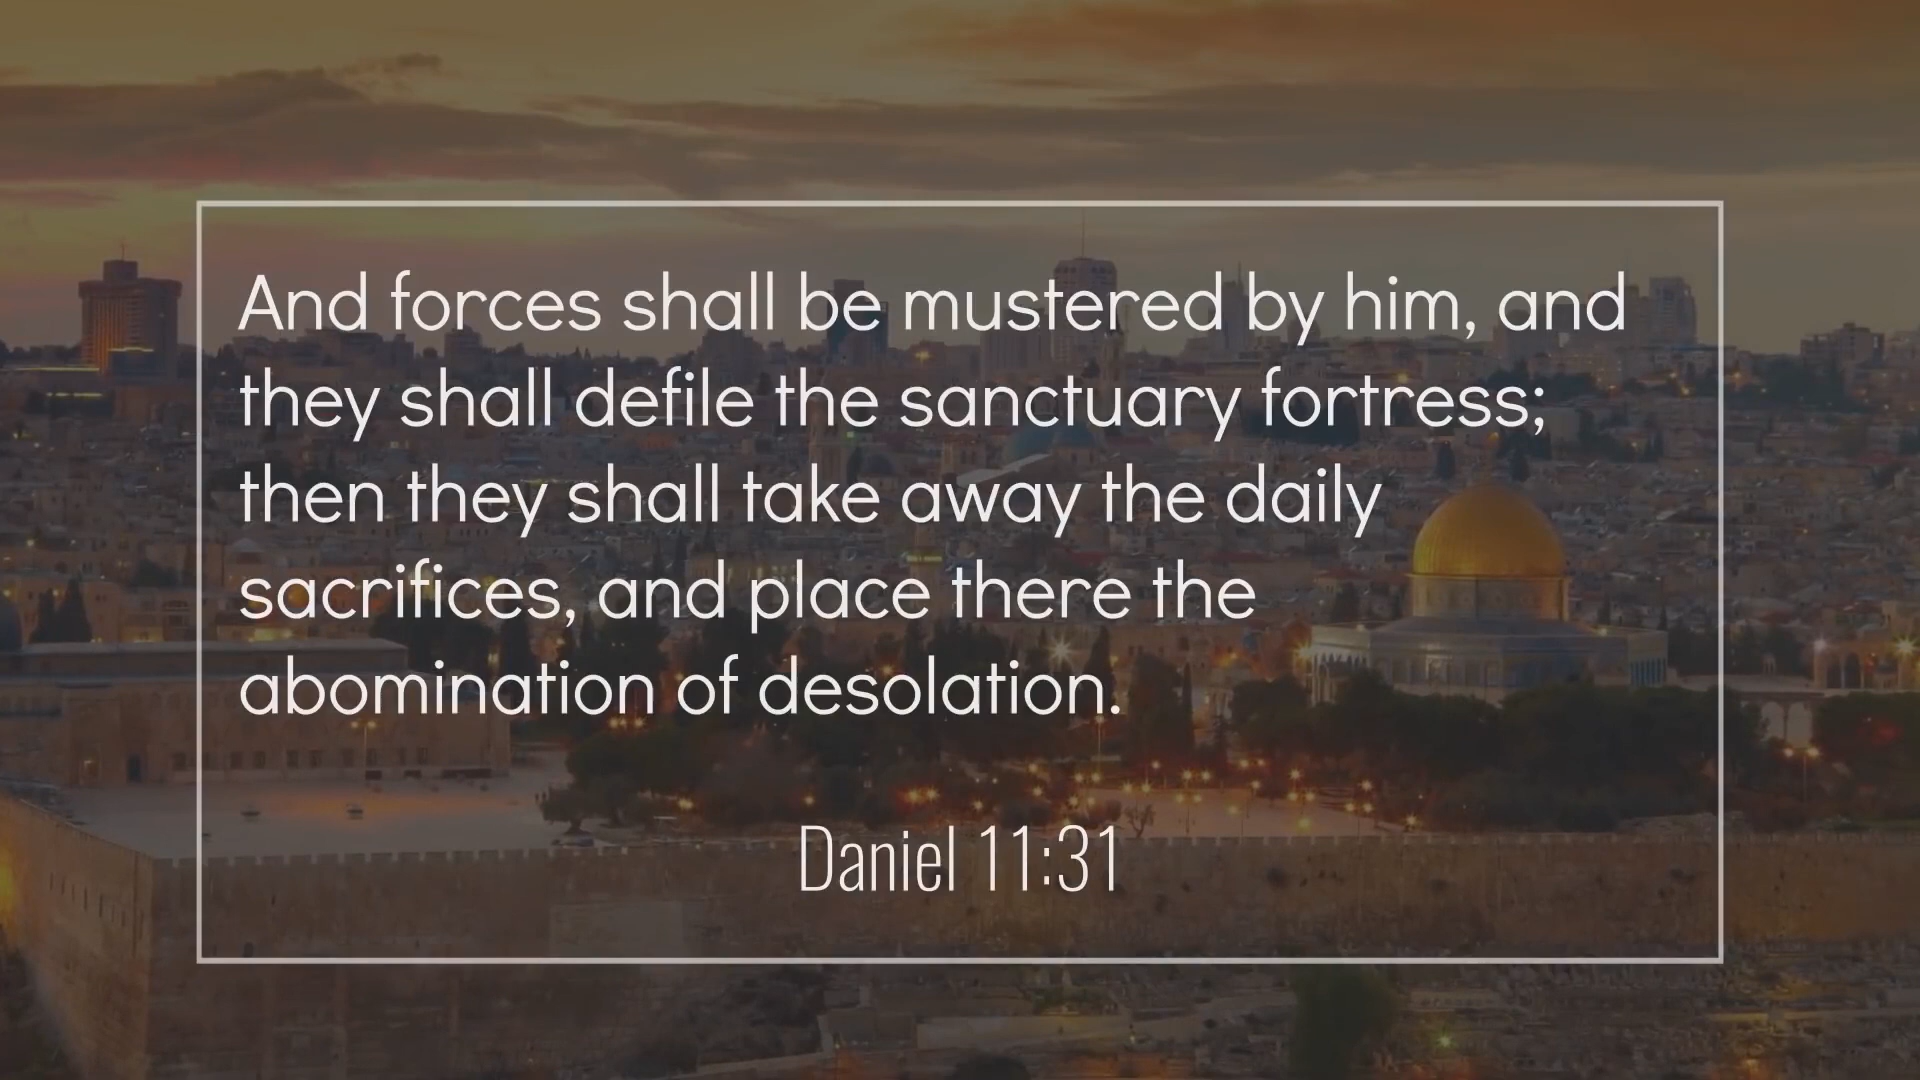 And forces shall be mustered by him, and
they shall defile the sanctuary fortress;
then they shall take away the daily
sacrifices, and place there the
abomination of desolation.
Daniel 11:31